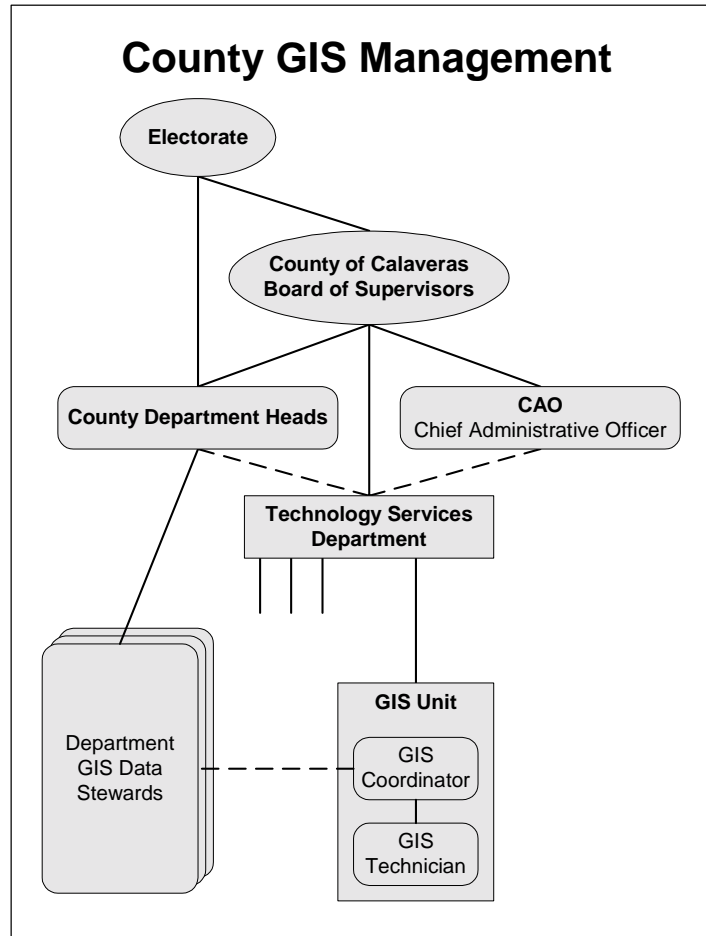 County GIS Management
Electorate
County of Calaveras
Board of Supervisors
County Department Heads
CAO
Chief Administrative Officer
Technology Services
Department
GIS Unit
Department
GIS Data
Stewards
GIS
Coordinator
GIS
Technician